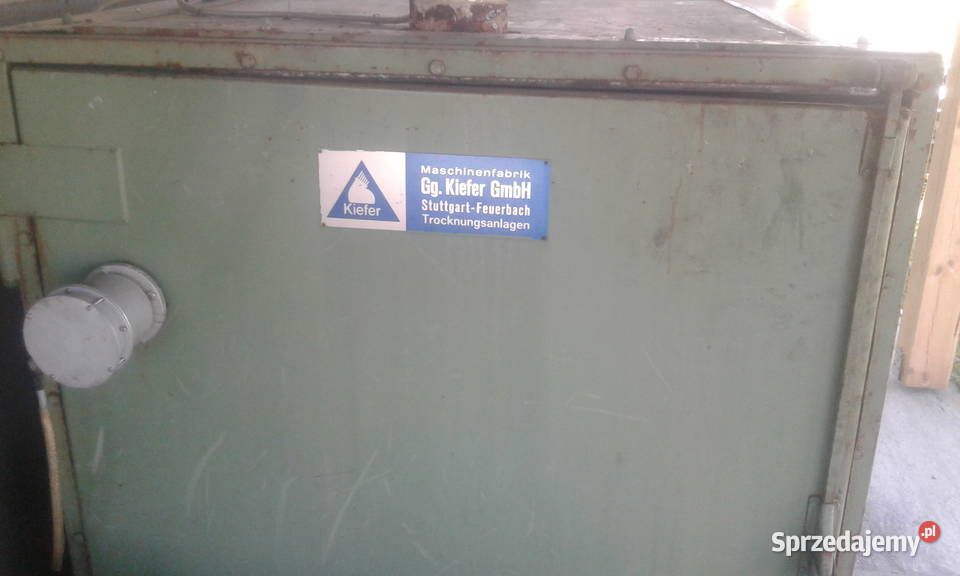 Kiefer
Maschinenfabrik
Gg. Kiefer GmbH
Stuttgart-Feuerbach
Trocknungsanlagen
Sprzedajemy.pl